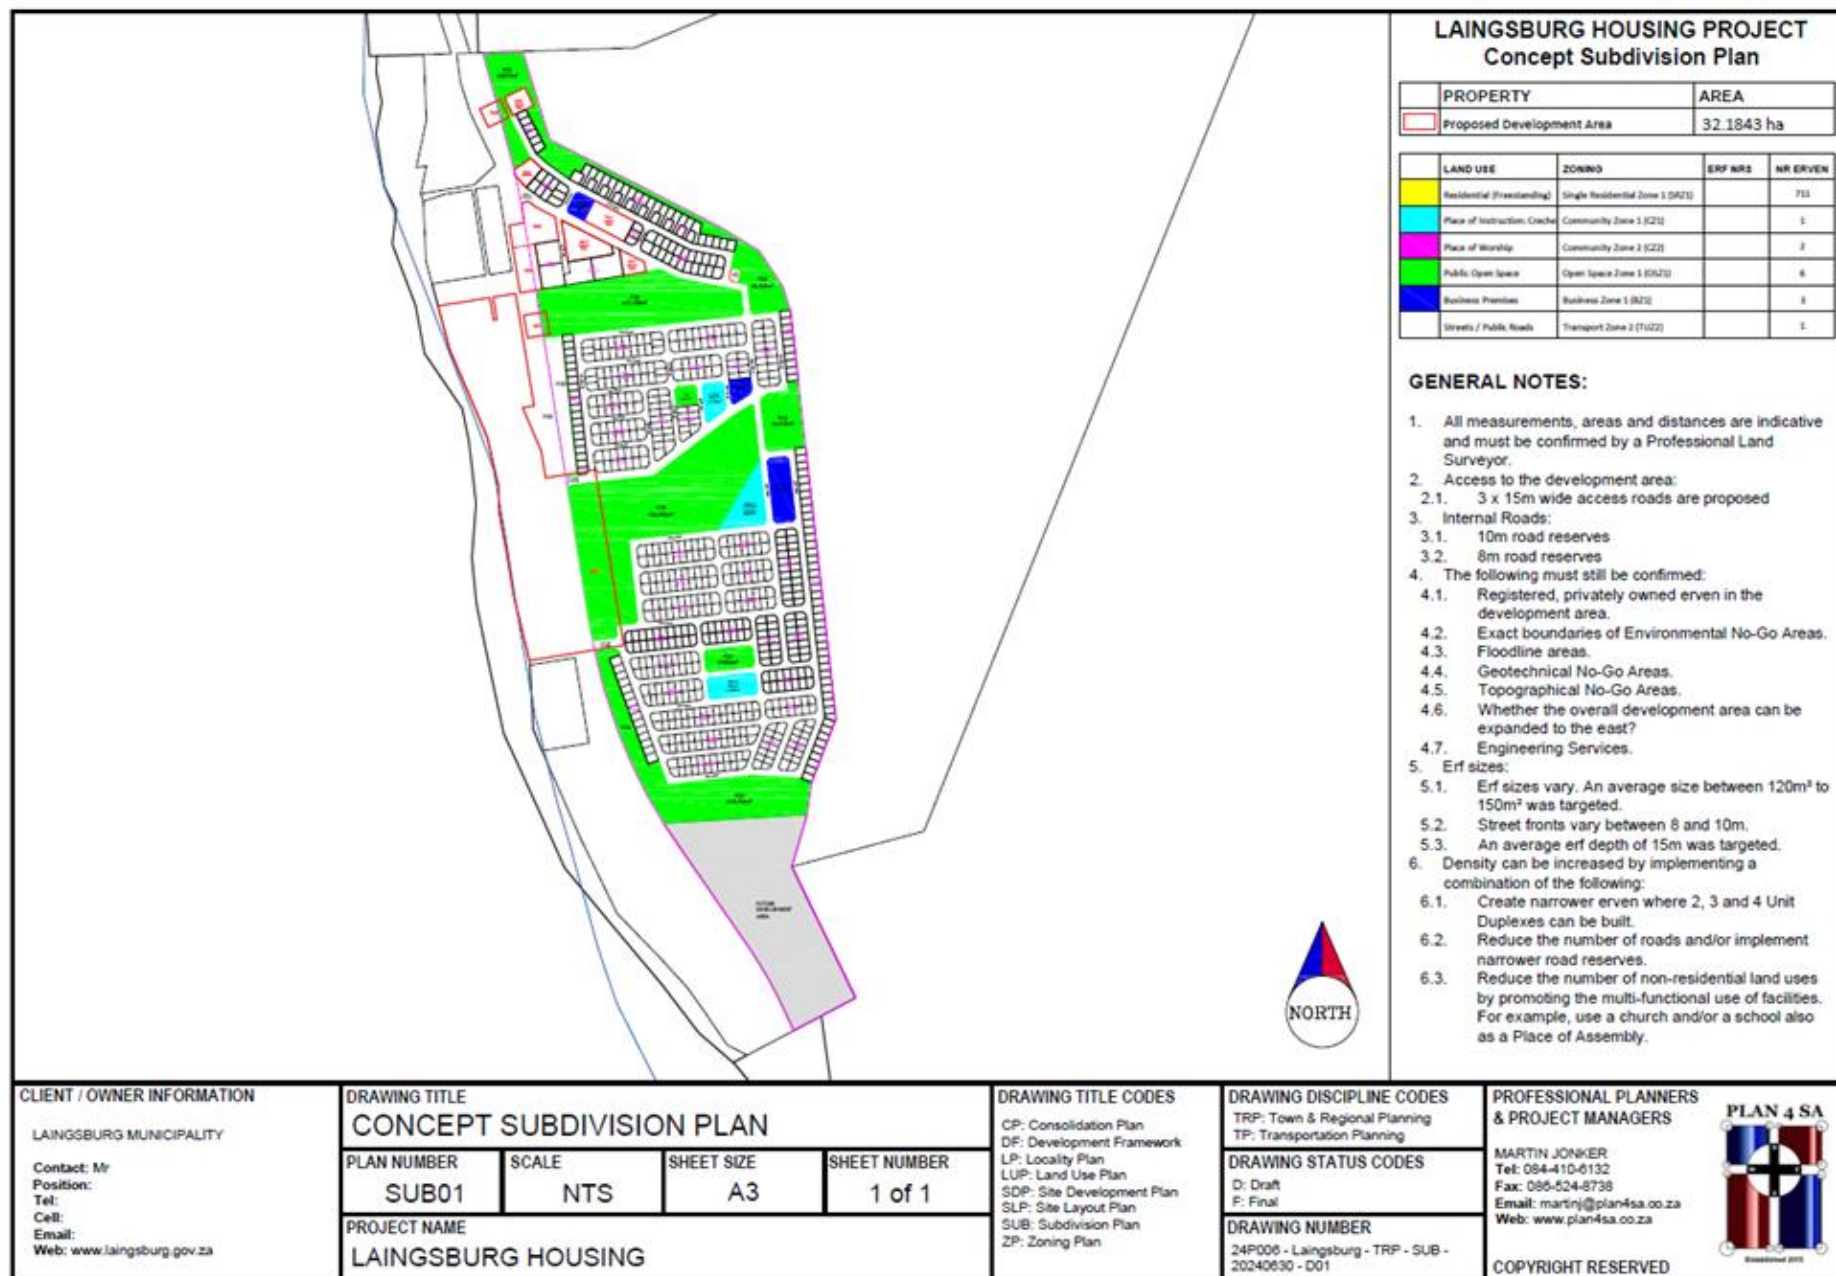 LAINGSBURG HOUSING PROJECT
Concept Subdivision Plan
PROPERTY AREA
Proposed Development Area 32.1843 ha
LAND USE ZONING ERF NRS NR ERVEN
Residential (Freestanding) Single Residential Zone 1 (SRZ1) 711
Place of Instruction: Creche Community Zone 1 (CZ1) 1
Place of Worship Community Zone 2 (CZ2) 2
Public Open Space Open Space Zone 1 (OSZ1) 6
Business Premises Business Zone 1 (BZ1) 3
Streets / Public Roads Transport Zone 2 (TUZ2) 1
GENERAL NOTES:
1. All measurements, areas and distances are indicative
and must be confirmed by a Professional Land
Surveyor.
2. Access to the development area:
2.1. 3 x 15m wide access roads are proposed
3. Internal Roads:
3.1. 10m road reserves
3.2. 8m road reserves
4. The following must still be confirmed:
4.1. Registered, privately owned erven in the
development area.
4.2. Exact boundaries of Environmental No-Go Areas.
4.3. Floodline areas.
4.4. Geotechnical No-Go Areas.
4.5. Topographical No-Go Areas.
4.6. Whether the overall development area can be
expanded to the east?
4.7. Engineering Services.
5. Erf sizes:
5.1. Erf sizes vary. An average size between 120m² to
150m² was targeted.
5.2. Street fronts vary between 8 and 10m.
5.3. An average erf depth of 15m was targeted.
6. Density can be increased by implementing a
combination of the following:
6.1. Create narrower erven where 2, 3 and 4 Unit
Duplexes can be built.
6.2. Reduce the number of roads and/or implement
narrower road reserves.
6.3. Reduce the number of non-residential land uses
by promoting the multi-functional use of facilities.
For example, use a church and/or a school also
as a Place of Assembly.
FUTURE
DEVELOPMENT
AREA
NORTH
CLIENT / OWNER INFORMATION
LAINGSBURG MUNICIPALITY
Contact: Mr
Position:
Tel:
Cell:
Email:
Web: www.laingsburg.gov.za
DRAWING TITLE
CONCEPT SUBDIVISION PLAN
PLAN NUMBER SCALE SHEET SIZE SHEET NUMBER
SUB01 NTS A3 1 of 1
PROJECT NAME
LAINGSBURG HOUSING
DRAWING TITLE CODES
CP: Consolidation Plan
DF: Development Framework
LP: Locality Plan
LUP: Land Use Plan
SDP: Site Development Plan
SLP: Site Layout Plan
SUB: Subdivision Plan
ZP: Zoning Plan
DRAWING DISCIPLINE CODES
TRP: Town & Regional Planning
TP: Transportation Planning
DRAWING STATUS CODES
D: Draft
F: Final
DRAWING NUMBER
24P006 - Laingsburg - TRP - SUB -
20240630 - D01
PROFESSIONAL PLANNERS
& PROJECT MANAGERS
MARTIN JONKER
Tel: 084-410-6132
Fax: 086-524-8738
Email: martinj@plan4sa.co.za
Web: www.plan4sa.co.za
COPYRIGHT RESERVED
PLAN 4 SA